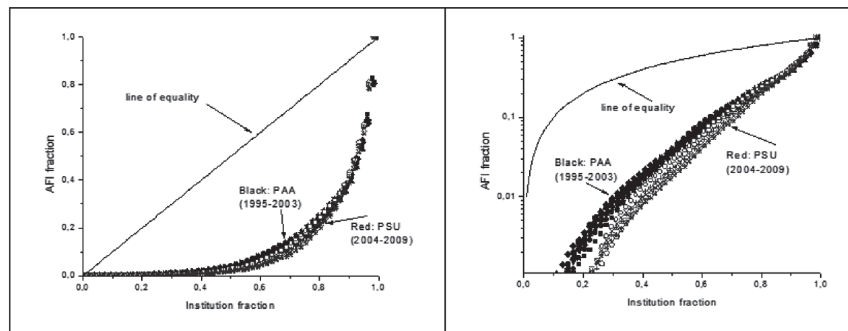 1,0
0,8
0,6
0,4
0,2
0,0
AFI fraction
line of equality
Black: PAA
(1995-2003)
Red: PSU
(2004-2009)
0,0 0,2 0,4 0,6 0,8 1,0
Institution fraction
1
0,1
0,01
AFI fraction
line of equality
Red: PSU
(2004-2009)
Black: PAA
(1995-2003)
0,0 0,2 0,4 0,6 0,8 1,0
Institution fraction